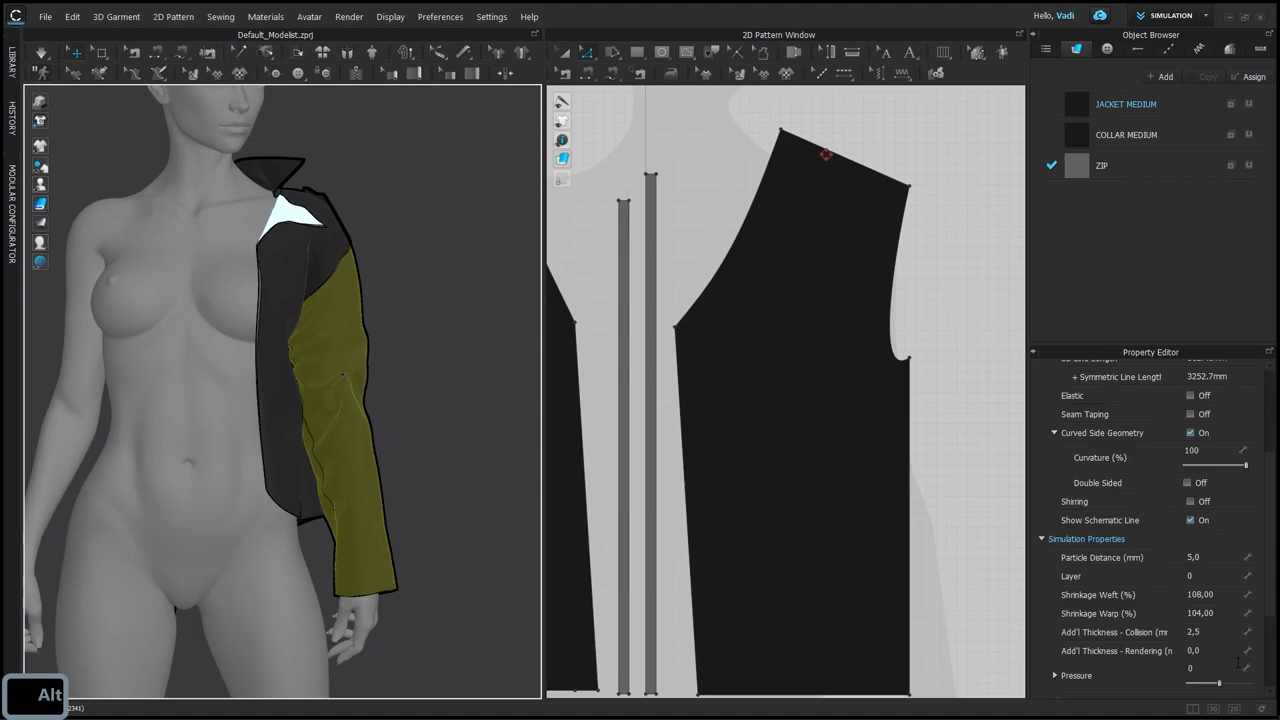 File Edit 3D Garment 2D Pattern Sewing Materials Avatar Render Display Preferences Settings Help
Hello, Vadi
SIMULATION
Default_Modelist.zprj
2D Pattern Window
Object Browser
LIBRARY
HISTORY
MODULAR CONFIGURATOR
Add
Copy
Assign
JACKET MEDIUM
COLLAR MEDIUM
ZIP
Property Editor
+ Symmetric Line Lengtl 3252.7mm
Elastic Off
Seam Taping Off
Curved Side Geometry On
Curvature (%) 100
Double Sided Off
Shirring Off
Show Schematic Line On
Simulation Properties
Particle Distance (mm) 5,0
Layer 0
Shrinkage Weft (%) 108,00
Shrinkage Warp (%) 104,00
Add'l Thickness - Collision (mr 2,5
Add'l Thickness - Rendering (n 0,0
Pressure 0
Alt
2341)